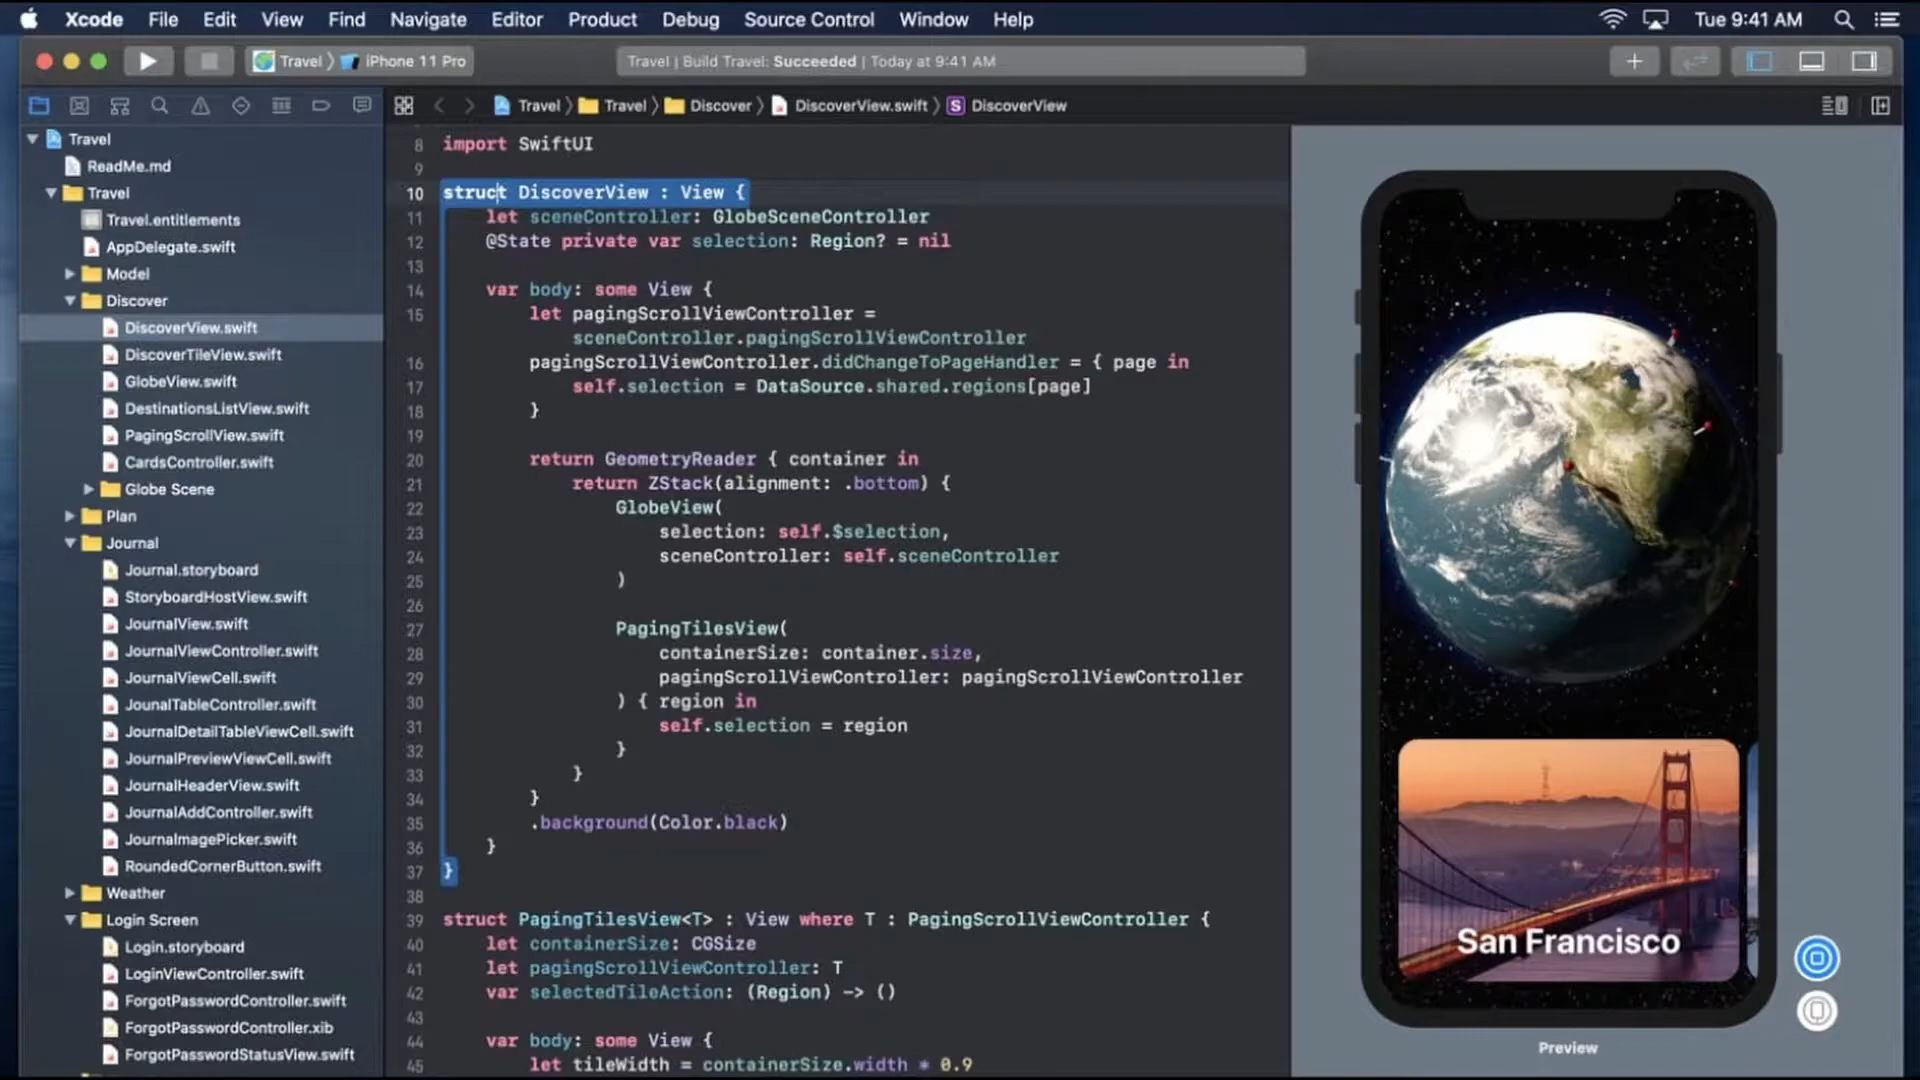 Xcode File Edit View Find Navigate Editor Product Debug Source Control Window Help Tue 9:41 AM
Travel 〉 iPhone 11 Pro Travel | Build Travel: Succeeded | Today at 9:41 AM
Travel 〉 Travel 〉 Discover 〉 DiscoverView.swift 〉 S DiscoverView
Travel
ReadMe.md
Travel
Travel.entitlements
AppDelegate.swift
Model
Discover
DiscoverView.swift
DiscoverTileView.swift
GlobeView.swift
DestinationsListView.swift
PagingScrollView.swift
CardsController.swift
Globe Scene
Plan
Journal
Journal.storyboard
StoryboardHostView.swift
JournalView.swift
JournalViewController.swift
JournalViewCell.swift
JounalTableController.swift
JournalDetailTableViewCell.swift
JournalPreviewViewCell.swift
JournalHeaderView.swift
JournalAddController.swift
JournalmagePicker.swift
RoundedCornerButton.swift
Weather
Login Screen
Login.storyboard
LoginViewController.swift
ForgotPasswordController.swift
ForgotPasswordController.xib
ForgotPasswordStatusView.swift
8 import SwiftUI
9
10 struct DiscoverView : View {
11 let sceneController: GlobeSceneController
12 @State private var selection: Region? = nil
13
14 var body: some View {
15 let pagingScrollViewController =
sceneController.pagingScrollViewController
16 pagingScrollViewController.didChangeToPageHandler = { page in
17 self.selection = DataSource.shared.regions[page]
18 }
19
20 return GeometryReader { container in
21 return ZStack(alignment: .bottom) {
22 GlobeView(
23 selection: self.$selection,
24 sceneController: self.sceneController
25 )
26
27 PagingTilesView(
28 containerSize: container.size,
29 pagingScrollViewController: pagingScrollViewController
30 ) { region in
31 self.selection = region
32 }
33 }
34 }
35 .background(Color.black)
36 }
37 }
38
39 struct PagingTilesView<T> : View where T : PagingScrollViewController {
40 let containerSize: CGSize
41 let pagingScrollViewController: T
42 var selectedTileAction: (Region) -> ()
43
44 var body: some View {
45 let tileWidth = containerSize.width * 0.9
San Francisco
Preview